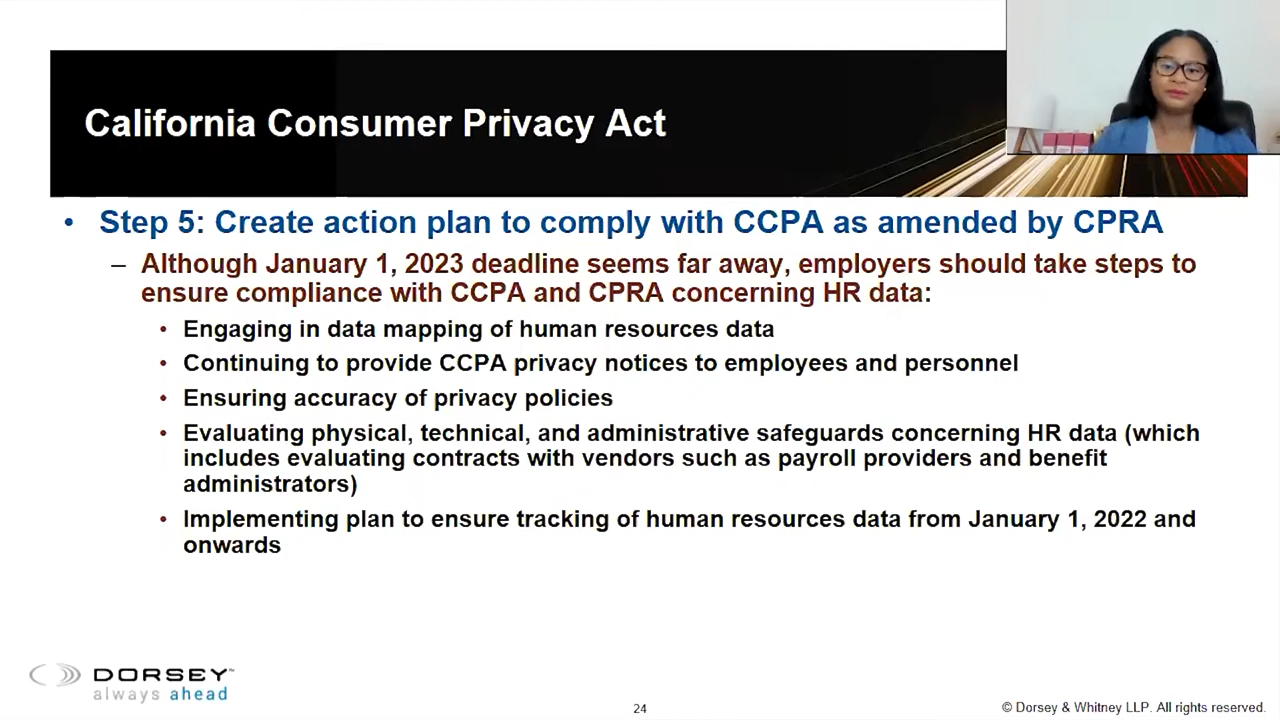 California Consumer Privacy Act
• Step 5: Create action plan to comply with CCPA as amended by CPRA
– Although January 1, 2023 deadline seems far away, employers should take steps to
ensure compliance with CCPA and CPRA concerning HR data:
• Engaging in data mapping of human resources data
• Continuing to provide CCPA privacy notices to employees and personnel
• Ensuring accuracy of privacy policies
• Evaluating physical, technical, and administrative safeguards concerning HR data (which
includes evaluating contracts with vendors such as payroll providers and benefit
administrators)
• Implementing plan to ensure tracking of human resources data from January 1, 2022 and
onwards
DORSEY™
always ahead
24
© Dorsey & Whitney LLP. All rights reserved.